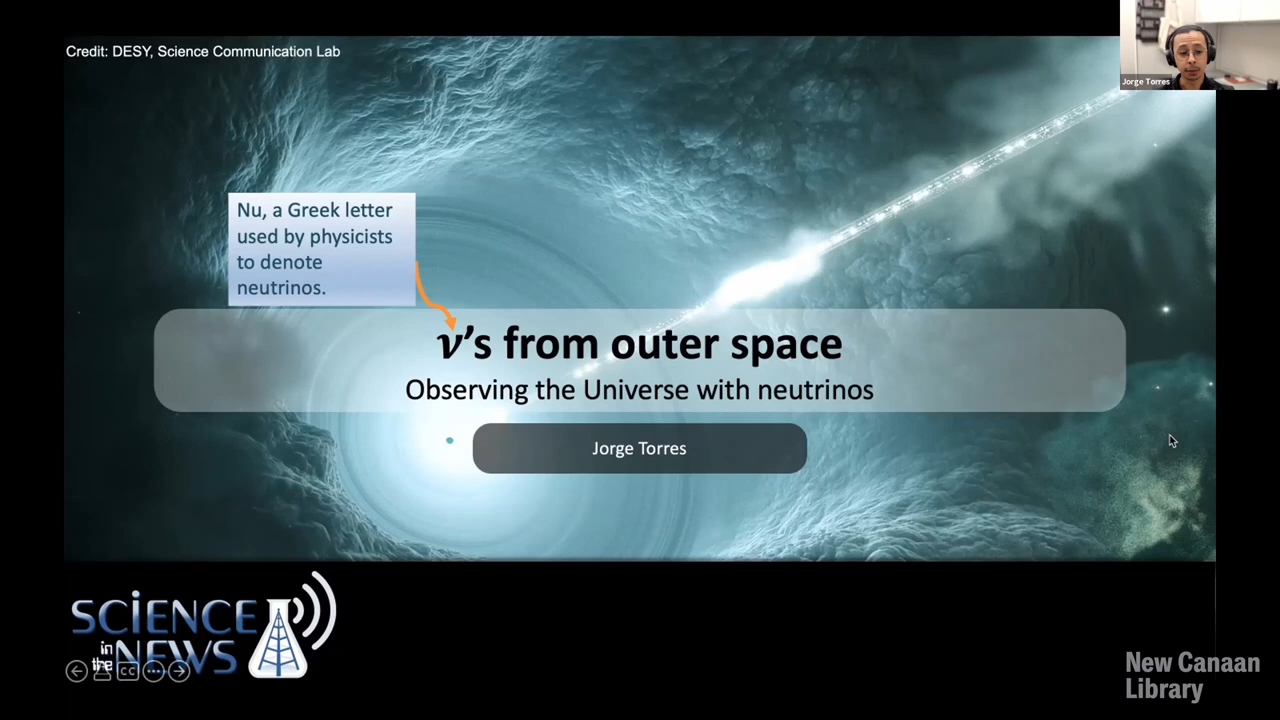 Credit: DESY, Science Communication Lab
Jorge Torres
Nu, a Greek letter
used by physicists
to denote
neutrinos.
ν’s from outer space
Observing the Universe with neutrinos
Jorge Torres
SCiENCE
in the NEWS
CC
New Canaan
Library